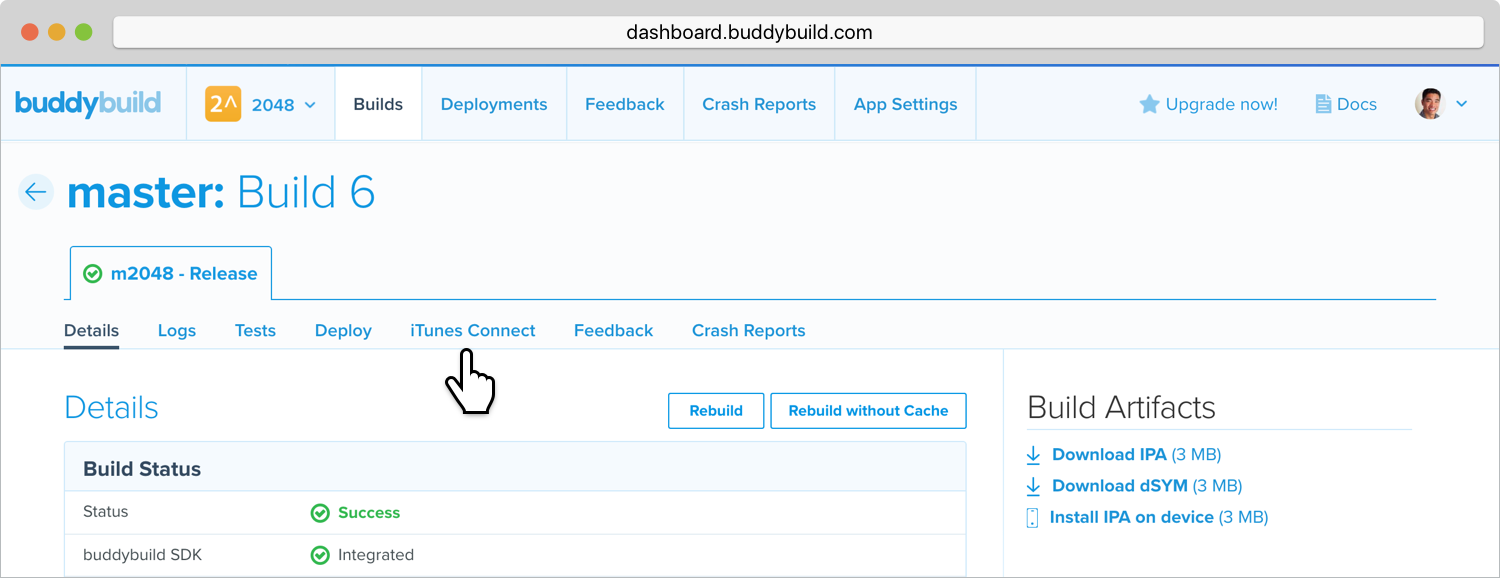 dashboard.buddybuild.com
buddybuild 2^ 2048 Builds Deployments Feedback Crash Reports App Settings Upgrade now! Docs
master: Build 6
m2048 - Release
Details Logs Tests Deploy iTunes Connect Feedback Crash Reports
Details Rebuild Rebuild without Cache
Build Status
Status Success
buddybuild SDK Integrated
Build Artifacts
Download IPA (3 MB)
Download dSYM (3 MB)
Install IPA on device (3 MB)